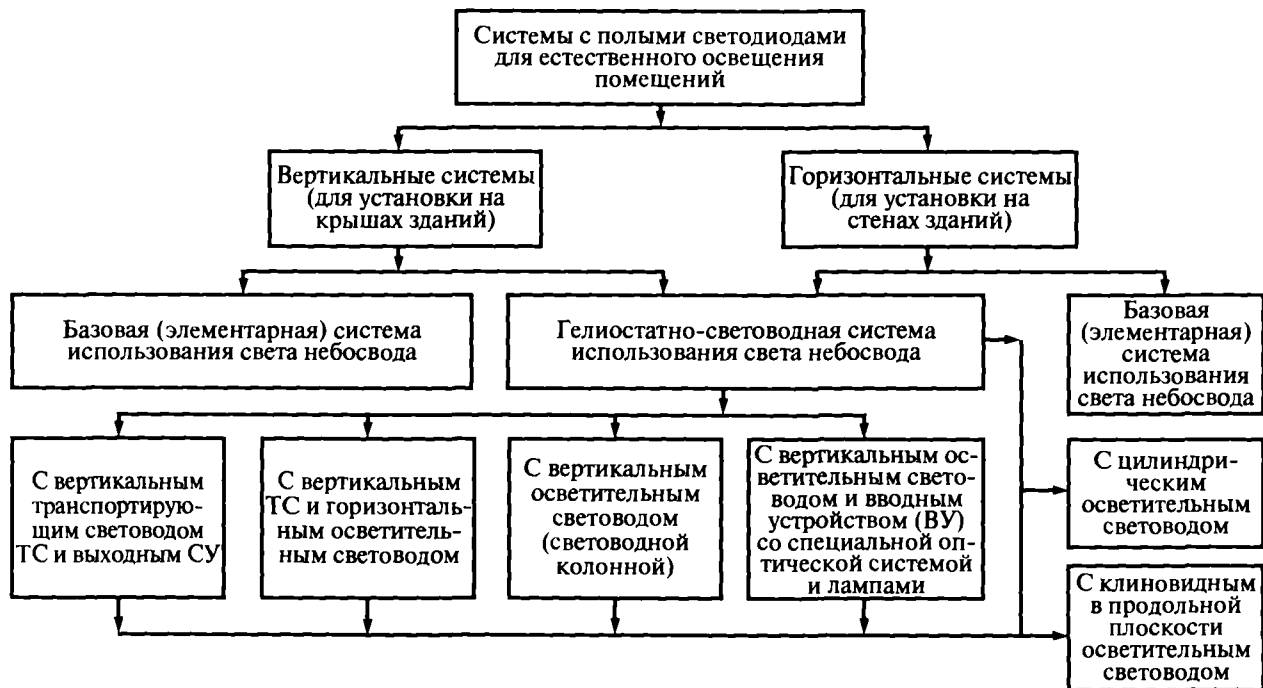 Системы с полыми светодиодами
для естественного освещения
помещений
Вертикальные системы
(для установки на
крышах зданий)
Горизонтальные системы
(для установки на
стенах зданий)
Базовая (элементарная) система
использования света небосвода
Гелиостатно-световодная система
использования света небосвода
Базовая
(элементарная)
система
использования
света небосвода
С вертикальным
транспортирую-
щим световодом
ТС и выходным СУ
С вертикальным
ТС и горизонталь-
ным осветитель-
ным световодом
С вертикальным
осветительным
световодом
(световодной
колонной)
С вертикальным ос-
ветительным свето-
водом и вводным
устройством (ВУ)
со специальной оп-
тической системой
и лампами
С цилиндри-
ческим
осветительным
световодом
С клиновидным
в продольной
плоскости
осветительным
световодом